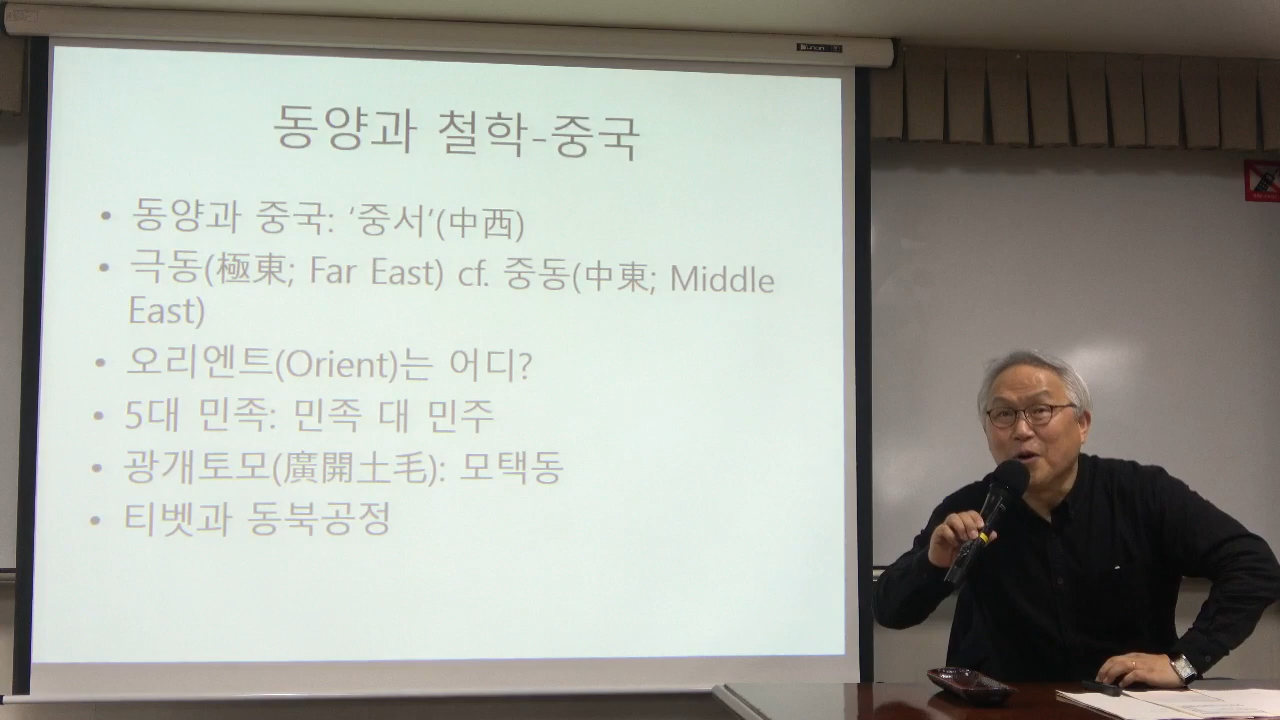 동양과 철학-중국
• 동양과 중국: ‘중서’(中西)
• 극동(極東; Far East) cf. 중동(中東; Middle
East)
• 오리엔트(Orient)는 어디?
• 5대 민족: 민족 대 민주
• 광개토모(廣開土毛): 모택동
• 티벳과 동북공정